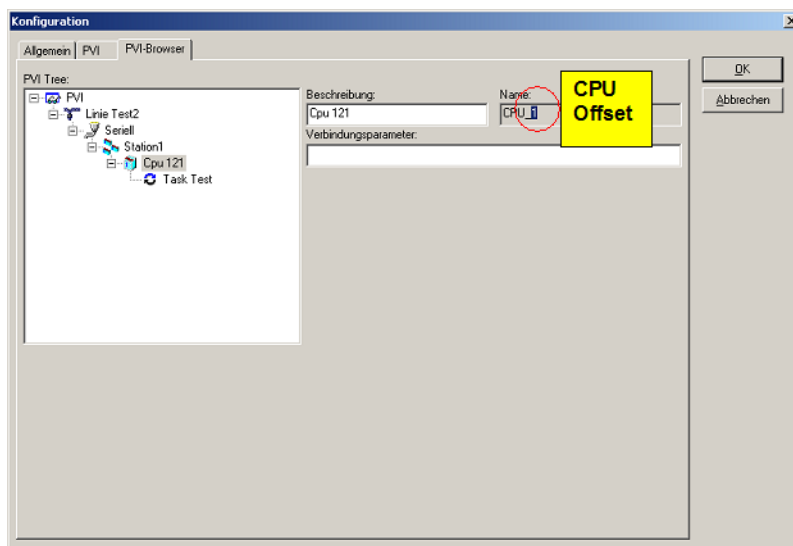 Konfiguration
Allgemein PVI PVI-Browser
PVI Tree:
PVI
Linie Test2
Seriell
Station1
Cpu 121
Task Test
Beschreibung:
Cpu 121
Name:
CPU_1
CPU
Offset
Verbindungsparameter:
OK
Abbrechen